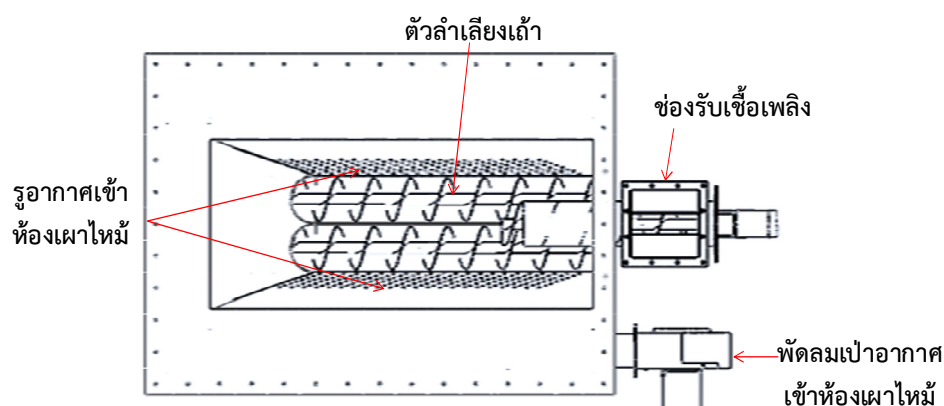 ตัวลำเลียงเถ้า
ช่องรับเชื้อเพลิง
รูอากาศเข้า
ห้องเผาไหม้
พัดลมเป่าอากาศ
เข้าห้องเผาไหม้